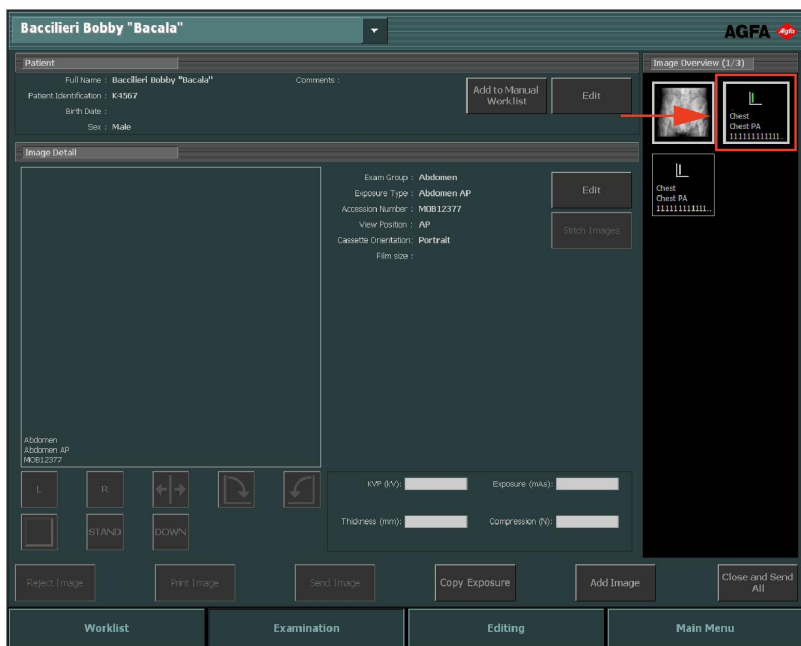 Baccilieri Bobby "Bacala"
AGFA Agfa
Patient
Full Name : Baccilieri Bobby "Bacala"
Comments :
Patient Identification : K4567
Birth Date :
Sex : Male
Add to Manual
Worklist
Edit
Image Overview (1/3)
Chest
Chest PA
111111111111..
Chest
Chest PA
111111111111..
Image Detail
Exam Group : Abdomen
Exposure Type : Abdomen AP
Accession Number : MOB12377
View Position : AP
Cassette Orientation: Portrait
Film size :
Edit
Stitch Images
Abdomen
Abdomen AP
MOB12377
L
R
STAND
DOWN
KVP (kV):
Exposure (mAs):
Thickness (mm):
Compression (N):
Reject Image
Print Image
Send Image
Copy Exposure
Add Image
Close and Send
All
Worklist
Examination
Editing
Main Menu